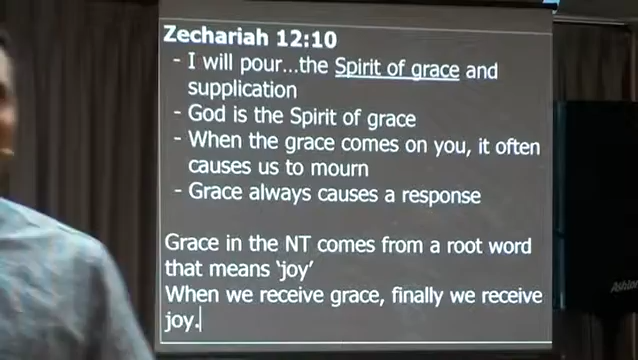 Zechariah 12:10
- I will pour...the Spirit of grace and
supplication
- God is the Spirit of grace
- When the grace comes on you, it often
causes us to mourn
- Grace always causes a response
Grace in the NT comes from a root word
that means 'joy'
When we receive grace, finally we receive
joy.